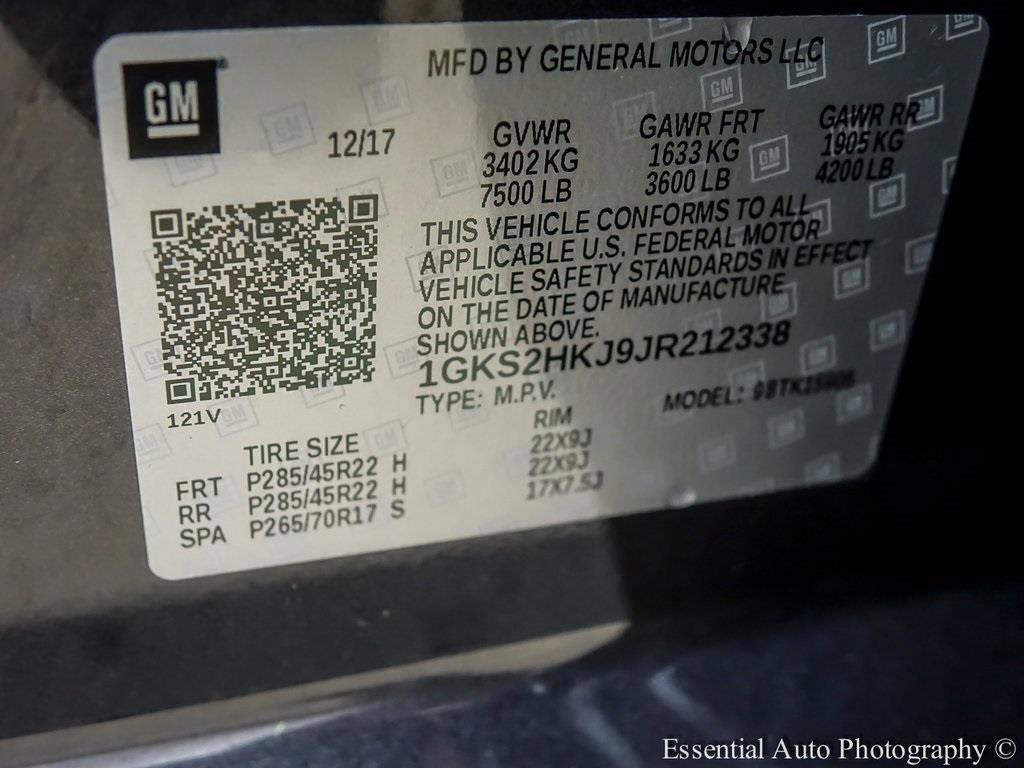 GM
MFD BY GENERAL MOTORS LLC
12/17
GVWR GAWR FRT GAWR RR
3402 KG 1633 KG 1905 KG
7500 LB 3600 LB 4200 LB
THIS VEHICLE CONFORMS TO ALL
APPLICABLE U.S. FEDERAL MOTOR
VEHICLE SAFETY STANDARDS IN EFFECT
ON THE DATE OF MANUFACTURE
SHOWN ABOVE.
1GKS2HKJ9JR212338
TYPE: M.P.V. MODEL:
121V
TIRE SIZE RIM
FRT P285/45R22 H 22X9J
RR P285/45R22 H 22X9J
SPA P265/70R17 S 17X7.5J
Essential Auto Photography ©